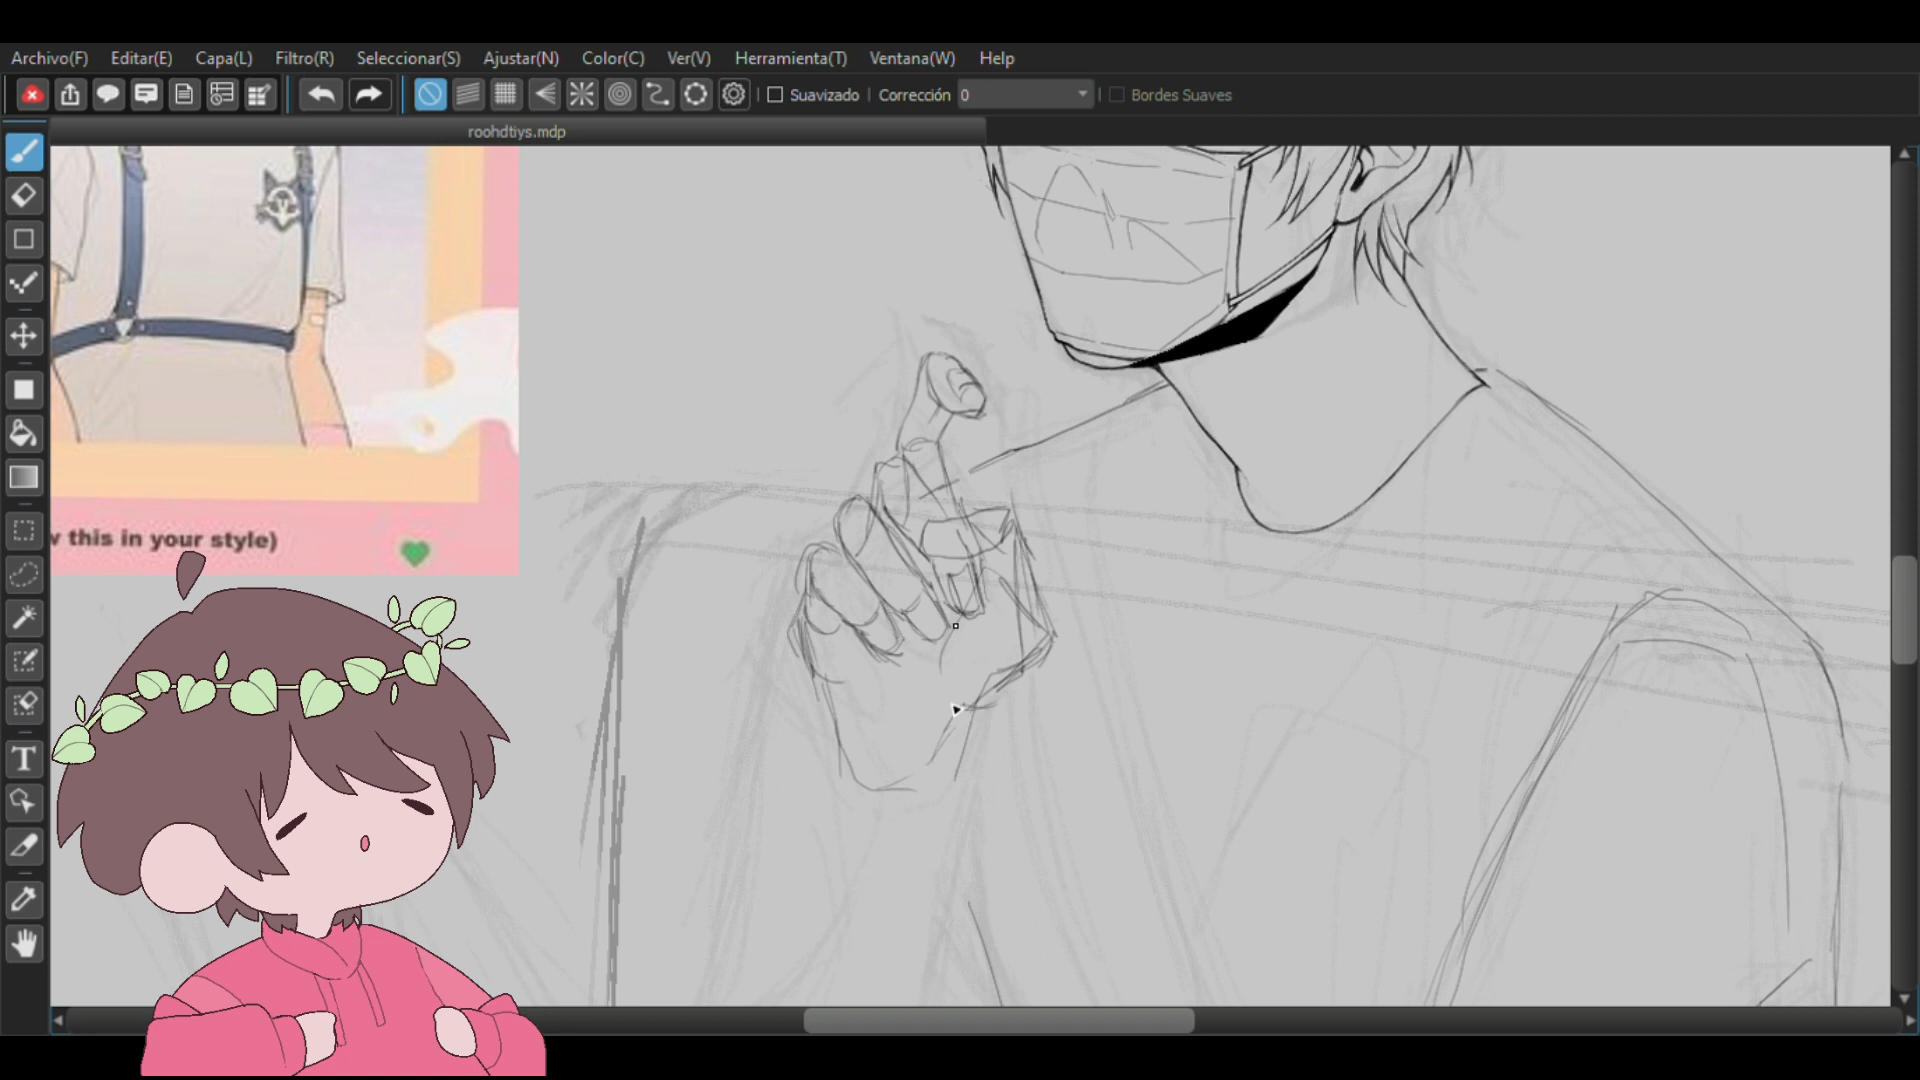 Archivo(F) Editar(E) Capa(L) Filtro(R) Seleccionar(S) Ajustar(N) Color(C) Ver(V) Herramienta(T) Ventana(W) Help
Suavizado Corrección 0 Bordes Suaves
roohdtiys.mdp
this in your style)
T